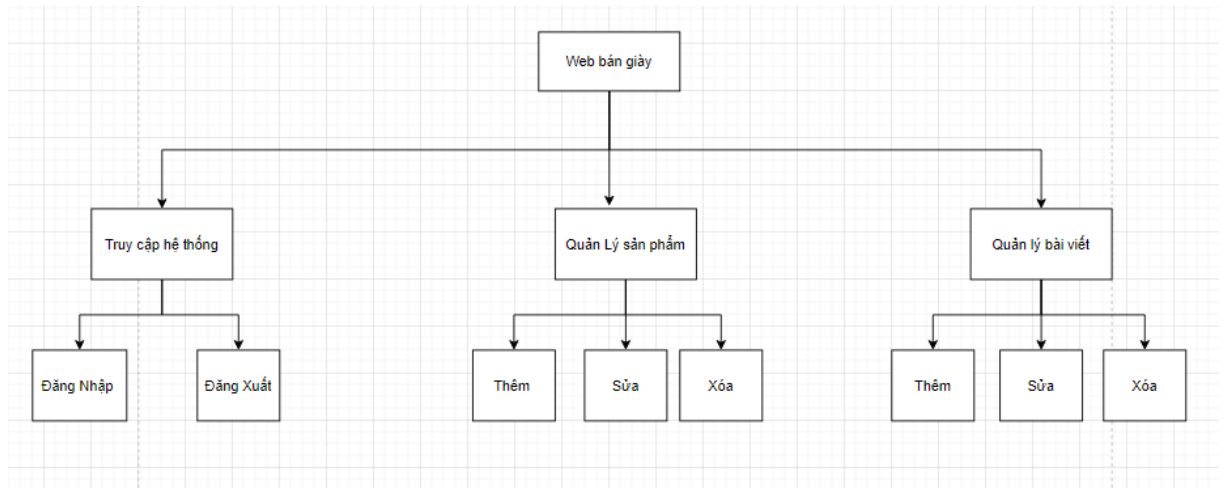 Web bán giày
Truy cập hệ thống
Quản Lý sản phẩm
Quản lý bài viết
Đăng Nhập
Đăng Xuất
Thêm
Sửa
Xóa
Thêm
Sửa
Xóa